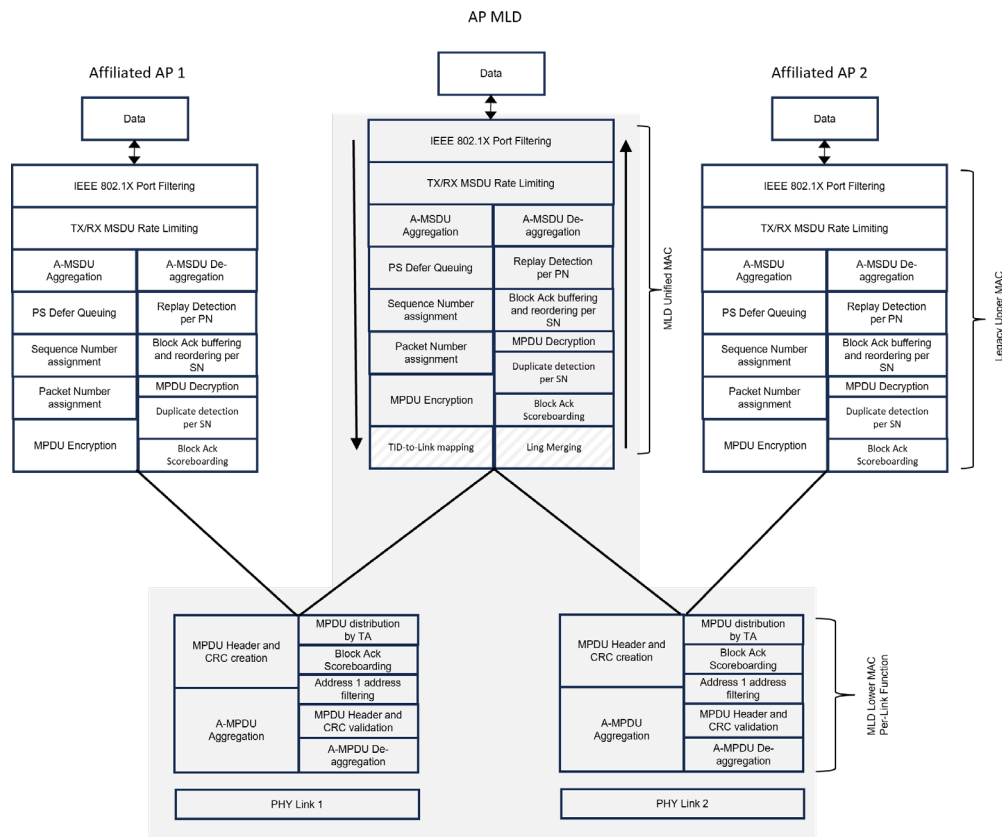 AP MLD
Affiliated AP 1
Data
IEEE 802.1X Port Filtering
TX/RX MSDU Rate Limiting
A-MSDU
Aggregation
A-MSDU De-
aggregation
PS Defer Queuing
Replay Detection
per PN
Sequence Number
assignment
Block Ack buffering
and reordering per
SN
Packet Number
assignment
MPDU Decryption
Duplicate detection
per SN
MPDU Encryption
Block Ack
Scoreboarding
Data
IEEE 802.1X Port Filtering
TX/RX MSDU Rate Limiting
A-MSDU
Aggregation
A-MSDU De-
aggregation
PS Defer Queuing
Replay Detection
per PN
Sequence Number
assignment
Block Ack buffering
and reordering per
SN
Packet Number
assignment
MPDU Decryption
Duplicate detection
per SN
MPDU Encryption
Block Ack
Scoreboarding
TID-to-Link mapping
Ling Merging
MLD Unified MAC
Affiliated AP 2
Data
IEEE 802.1X Port Filtering
TX/RX MSDU Rate Limiting
A-MSDU
Aggregation
A-MSDU De-
aggregation
PS Defer Queuing
Replay Detection
per PN
Sequence Number
assignment
Block Ack buffering
and reordering per
SN
Packet Number
assignment
MPDU Decryption
Duplicate detection
per SN
MPDU Encryption
Block Ack
Scoreboarding
Legacy Upper MAC
MPDU Header and
CRC creation
MPDU distribution
by TA
Block Ack
Scoreboarding
Address 1 address
filtering
A-MPDU
Aggregation
MPDU Header and
CRC validation
A-MPDU De-
aggregation
PHY Link 1
MPDU Header and
CRC creation
MPDU distribution
by TA
Block Ack
Scoreboarding
Address 1 address
filtering
A-MPDU
Aggregation
MPDU Header and
CRC validation
A-MPDU De-
aggregation
PHY Link 2
MLD Lower MAC
Per-Link Function